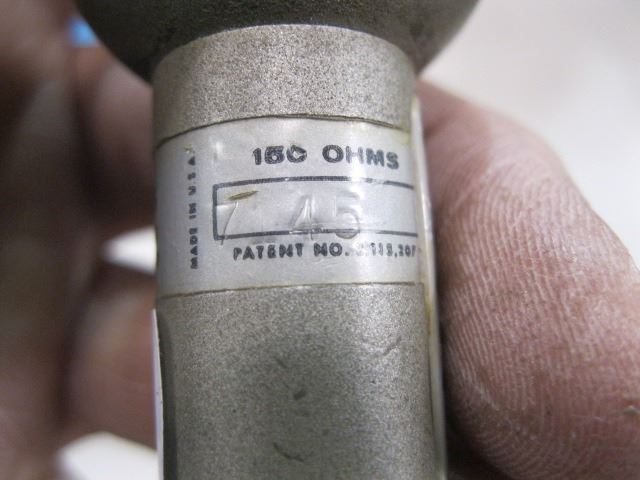 150 OHMS
MADE IN U.S.A.
7 45
PATENT NO.